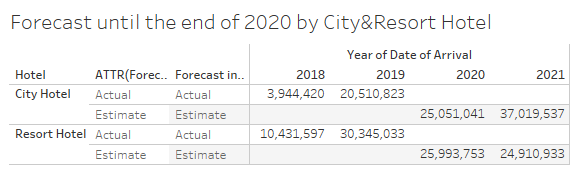 Forecast until the end of 2020 by City&Resort Hotel
Year of Date of Arrival
Hotel ATTR(Forec.. Forecast in.. 2018 2019 2020 2021
City Hotel Actual Actual 3,944,420 20,510,823
Estimate Estimate 25,051,041 37,019,537
Resort Hotel Actual Actual 10,431,597 30,345,033
Estimate Estimate 25,993,753 24,910,933